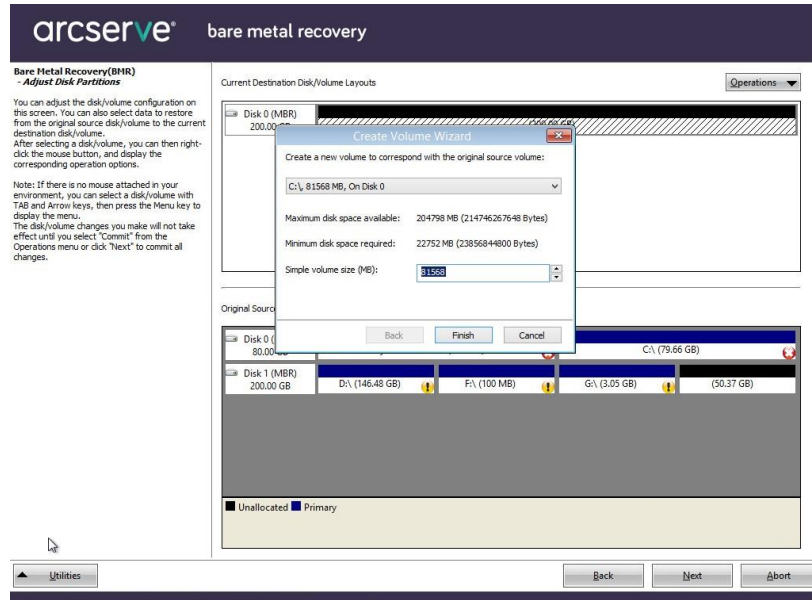 arcserve® bare metal recovery
Bare Metal Recovery(BMR)
- Adjust Disk Partitions
You can adjust the disk/volume configuration on
this screen. You can also select data to restore
from the original source disk/volume to the current
destination disk/volume.
After selecting a disk/volume, you can then right-
click the mouse button, and display the
corresponding operation options.
Note: If there is no mouse attached in your
environment, you can select a disk/volume with
TAB and Arrow keys, then press the Menu key to
display the menu.
The disk/volume changes you make will not take
effect until you select "Commit" from the
Operations menu or click "Next" to commit all
changes.
Current Destination Disk/Volume Layouts
Operations
Disk 0 (MBR)
200.00 GB
Create Volume Wizard
Create a new volume to correspond with the original source volume:
C:\, 81568 MB, On Disk 0
Maximum disk space available: 204798 MB (214746267648 Bytes)
Minimum disk space required: 22752 MB (23856844800 Bytes)
Simple volume size (MB): 81568
Back Finish Cancel
Original Sourc
Disk 0 (
80.00
C:\ (79.66 GB)
Disk 1 (MBR)
200.00 GB
D:\ (146.48 GB) F:\ (100 MB) G:\ (3.05 GB) (50.37 GB)
Unallocated Primary
Utilities Back Next Abort